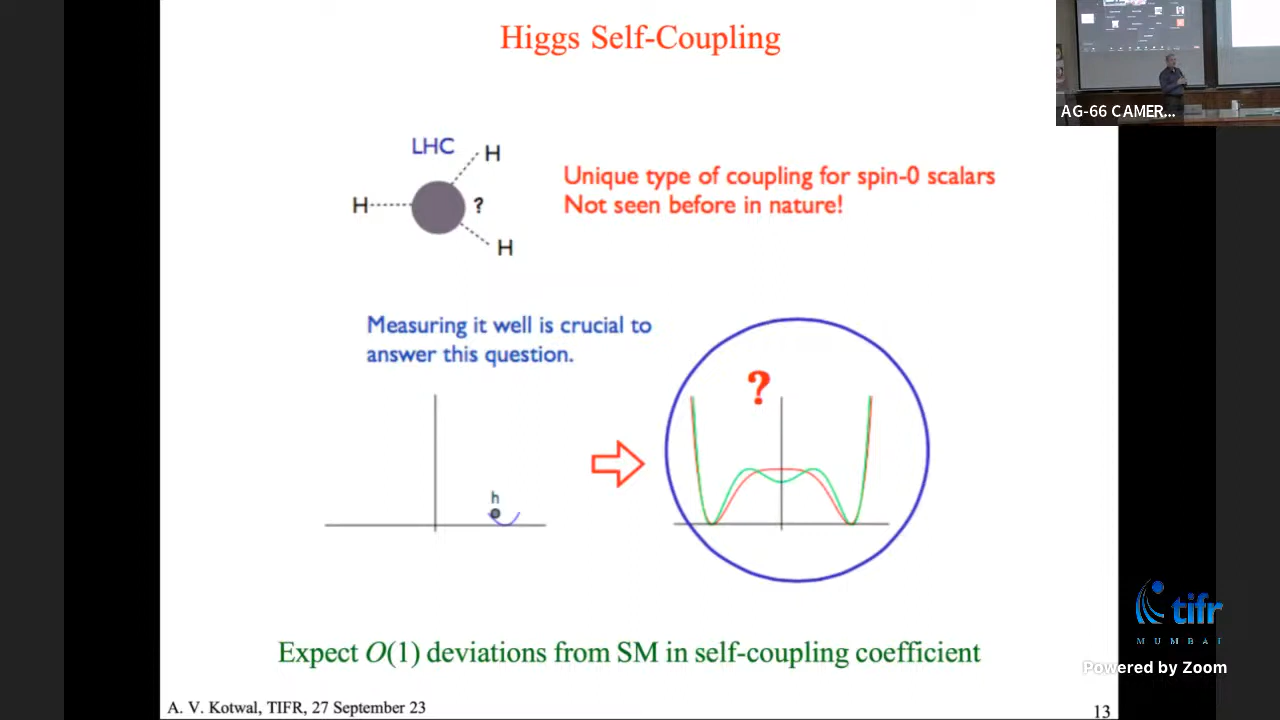 Higgs Self-Coupling
AG-66 CAMER...
LHC
H
H
?
H
Unique type of coupling for spin-0 scalars
Not seen before in nature!
Measuring it well is crucial to
answer this question.
?
h
Expect O(1) deviations from SM in self-coupling coefficient
A. V. Kotwal, TIFR, 27 September 23
13
tifr
MUMBAI
Powered by Zoom